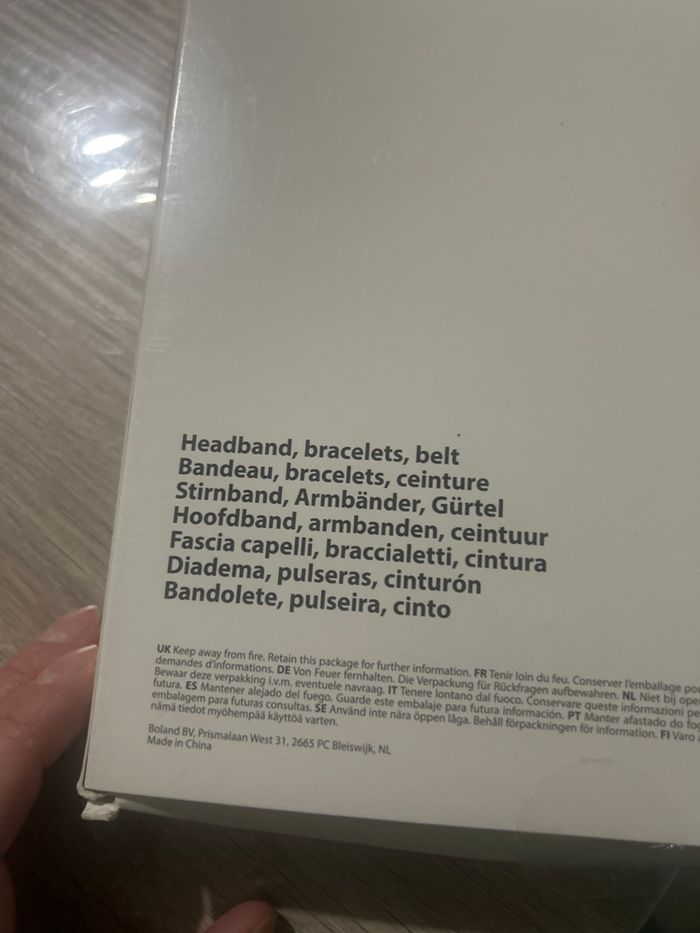 Headband, bracelets, belt
Bandeau, bracelets, ceinture
Stirnband, Armbänder, Gürtel
Hoofdband, armbanden, ceintuur
Fascia capelli, braccialetti, cintura
Diadema, pulseras, cinturón
Bandolete, pulseira, cinto
UK Keep away from fire. Retain this package for further information. FR Tenir loin du feu. Conserver l'emballage po
demandes d'informations. DE Von Feuer fernhalten. Die Verpackung für Rückfragen aufbewahren. NL Niet bij ope
Bewaar deze verpakking i.v.m. eventuele navraag. IT Tenere lontano dal fuoco. Conservare queste informazioni pe
futura. ES Mantener alejado del fuego. Guarde este embalaje para futura información. PT Manter afastado do fo
embalagem para futuras consultas. SE Använd inte nära öppen låga. Behåll förpackningen för information. FI Varo
nämä tiedot myöhempää käyttöä varten.
Boland BV, Prismalaan West 31, 2665 PC Bleiswijk, NL
Made in China